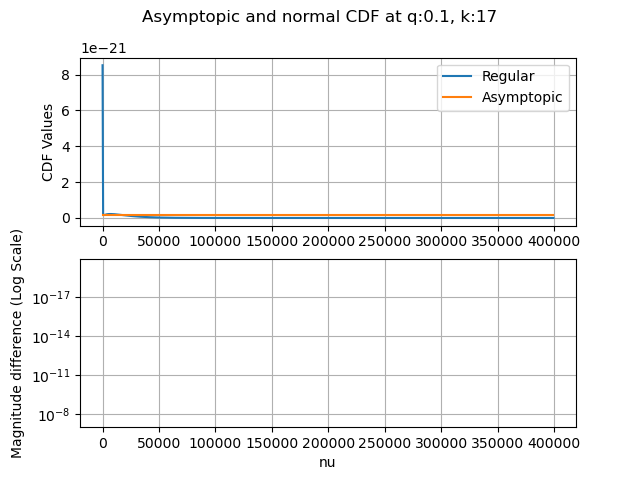 Asymptopic and normal CDF at q:0.1, k:17
1e−21
8
6
4
2
0
CDF Values
Regular
Asymptopic
0 50000 100000 150000 200000 250000 300000 350000 400000
10⁻¹⁷
10⁻¹⁴
10⁻¹¹
10⁻⁸
Magnitude difference (Log Scale)
0 50000 100000 150000 200000 250000 300000 350000 400000
nu